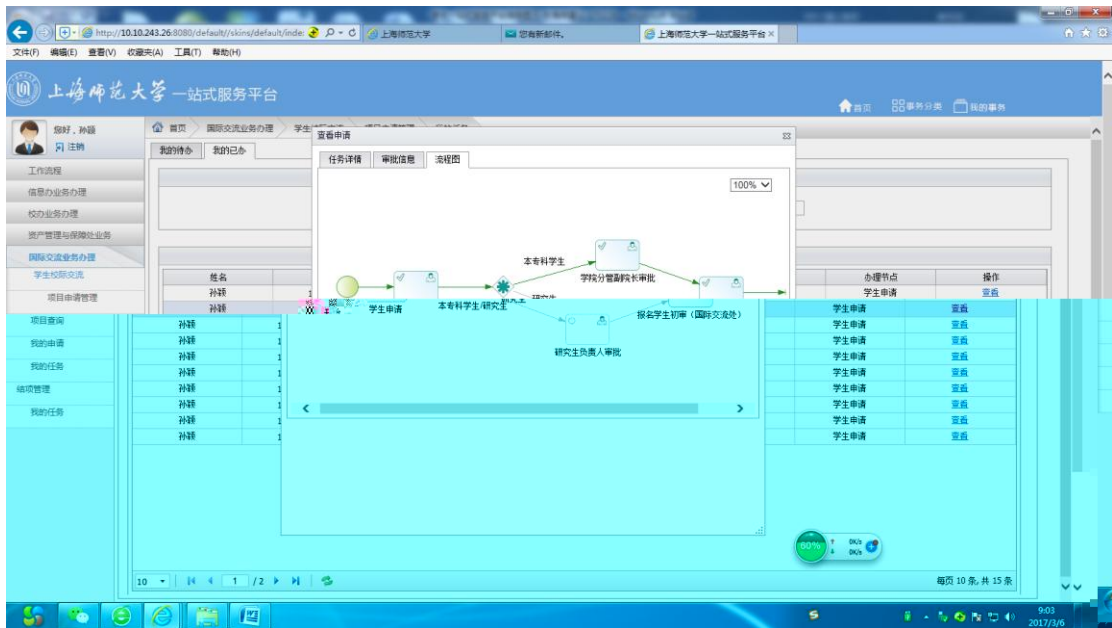 http://10.10.243.26:8080/default//skins/default/inde:
上海师范大学
您有新邮件。
上海师范大学一站式服务平台
文件(F) 编辑(E) 查看(V) 收藏夹(A) 工具(T) 帮助(H)
上海师范大学 一站式服务平台
首页 事务分类 我的事务
您好，孙颖
注销
首页 国际交流业务办理
我的待办 我的已办
工作流程
信息办业务办理
校办业务办理
资产管理与保障处业务
国际交流业务办理
学生校际交流
项目申请管理
项目查询
我的申请
我的任务
结项管理
我的任务
查看申请
任务详情 审批信息 流程图
100%
本专科学生
学院分管副院长审批
学生申请
本专科学生/研究生
报名学生初审（国际交流处）
研究生负责人审批
姓名 办理节点 操作
孙颖 学生申请 查看
孙颖 学生申请 查看
孙颖 学生申请 查看
孙颖 学生申请 查看
孙颖 学生申请 查看
孙颖 学生申请 查看
孙颖 学生申请 查看
孙颖 学生申请 查看
孙颖 学生申请 查看
孙颖 学生申请 查看
60% 0K/s
0K/s
10 1 /2 每页 10 条, 共 15 条
9:03
2017/3/6